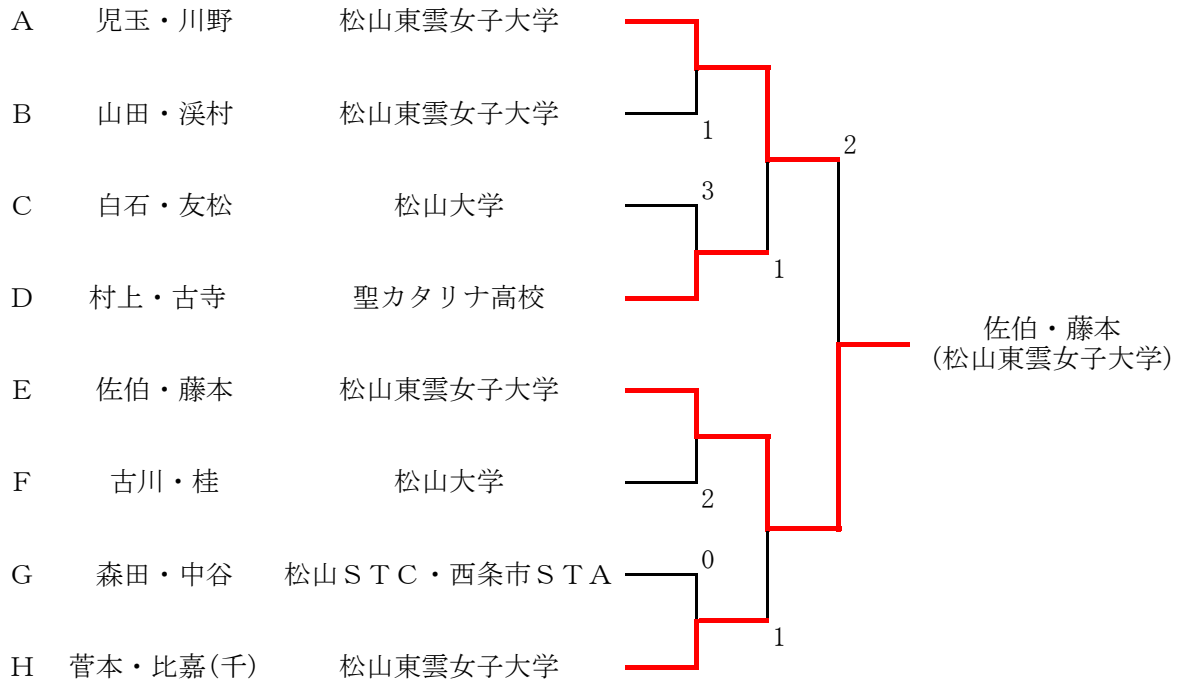 A 児玉・川野 松山東雲女子大学
B 山田・渓村 松山東雲女子大学
1
2
C 白石・友松 松山大学
3
1
D 村上・古寺 聖カタリナ高校
佐伯・藤本
(松山東雲女子大学)
E 佐伯・藤本 松山東雲女子大学
F 古川・桂 松山大学
2
G 森田・中谷 松山STC・西条市STA
0
1
H 菅本・比嘉(千) 松山東雲女子大学